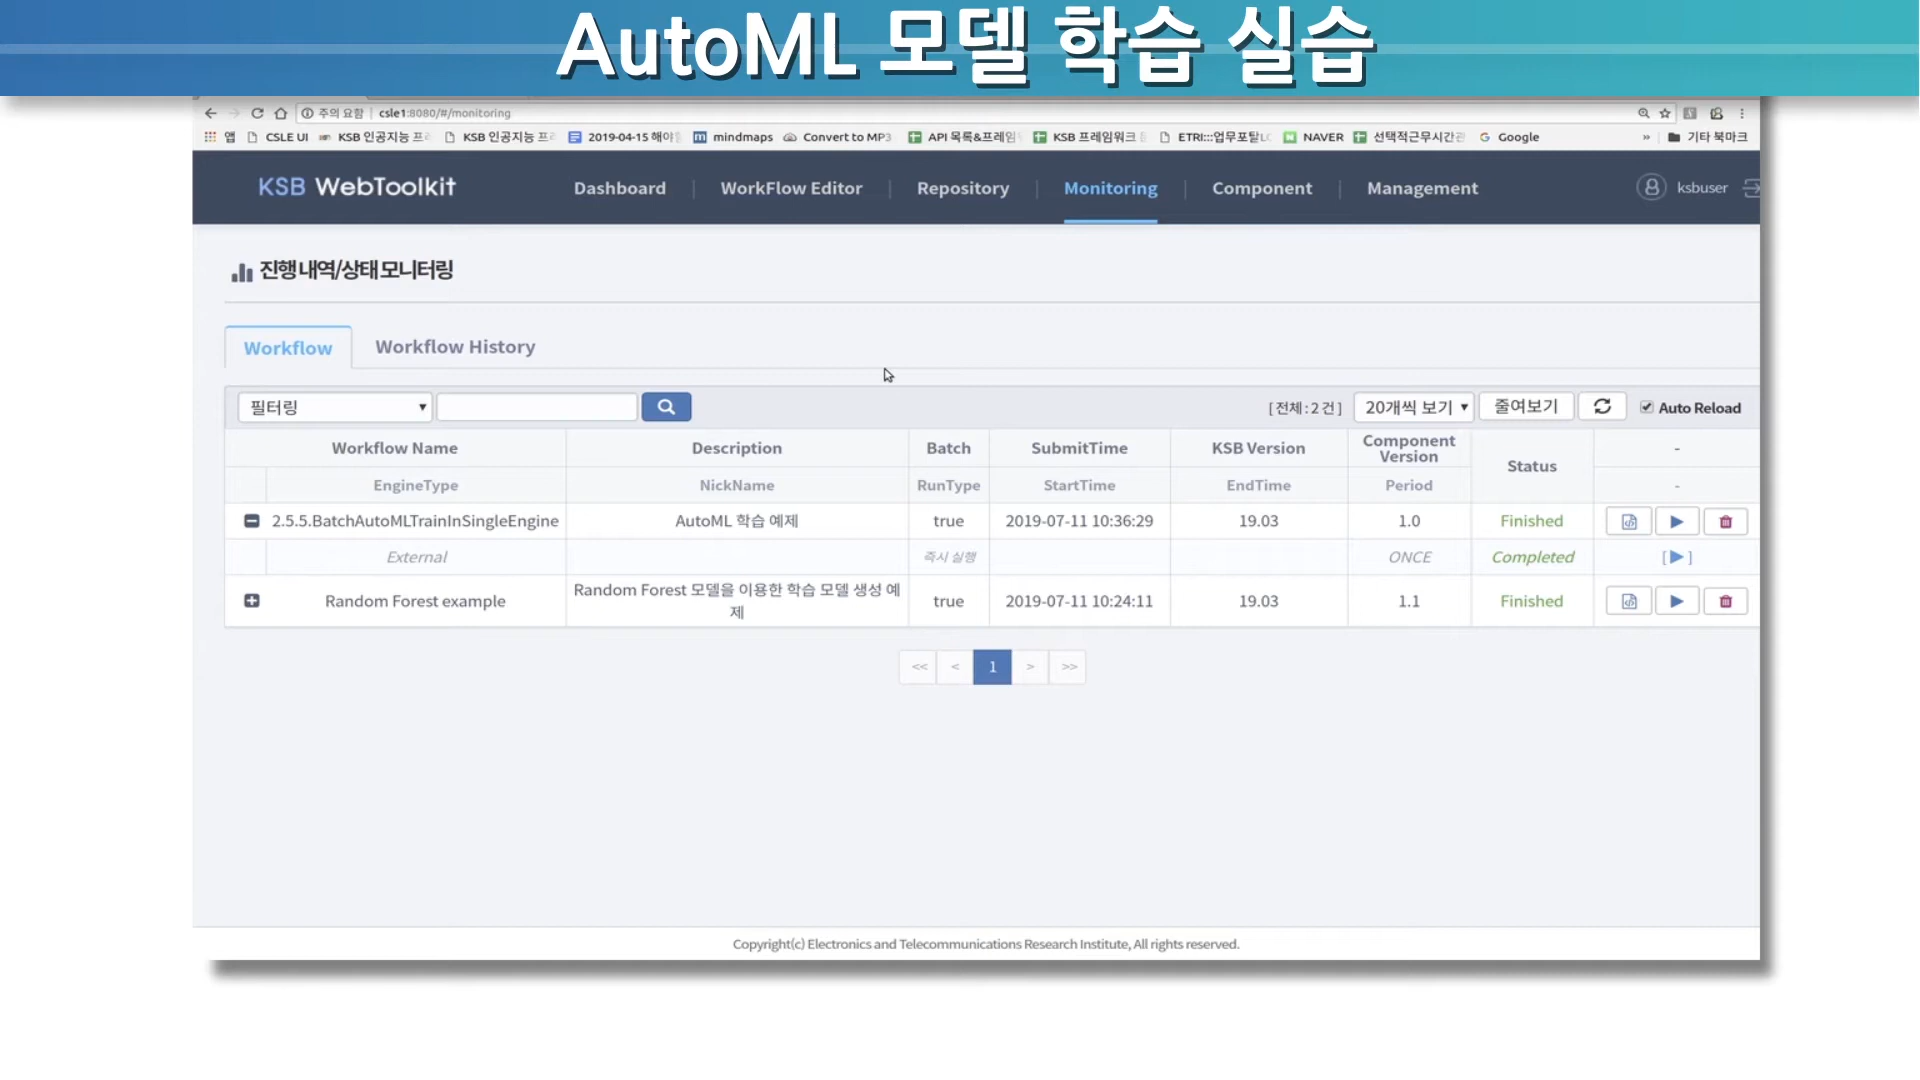 AutoML 모델 학습 실습
주의 요함 | csle1:8080/#/monitoring
앱 CSLE UI KSB 인공지능 프 KSB 인공지능 프 2019-04-15 해야 mindmaps Convert to MP3 API 목록&프레임 KSB 프레임워크 ETRI:::업무포탈LO NAVER 선택적근무시간관 Google » 기타 북마크
KSB WebToolkit Dashboard | WorkFlow Editor | Repository | Monitoring | Component | Management ksbuser
진행 내역/상태 모니터링
Workflow Workflow History
필터링 [ 전체 : 2 건 ] 20개씩 보기 줄여보기 Auto Reload
Workflow Name Description Batch SubmitTime KSB Version Component Version Status -
EngineType NickName RunType StartTime EndTime Period -
2.5.5.BatchAutoMLTrainInSingleEngine AutoML 학습 예제 true 2019-07-11 10:36:29 19.03 1.0 Finished
External 즉시 실행 ONCE Completed [ ]
Random Forest example Random Forest 모델을 이용한 학습 모델 생성 예제 true 2019-07-11 10:24:11 19.03 1.1 Finished
<< < 1 > >>
Copyright(c) Electronics and Telecommunications Research Institute, All rights reserved.